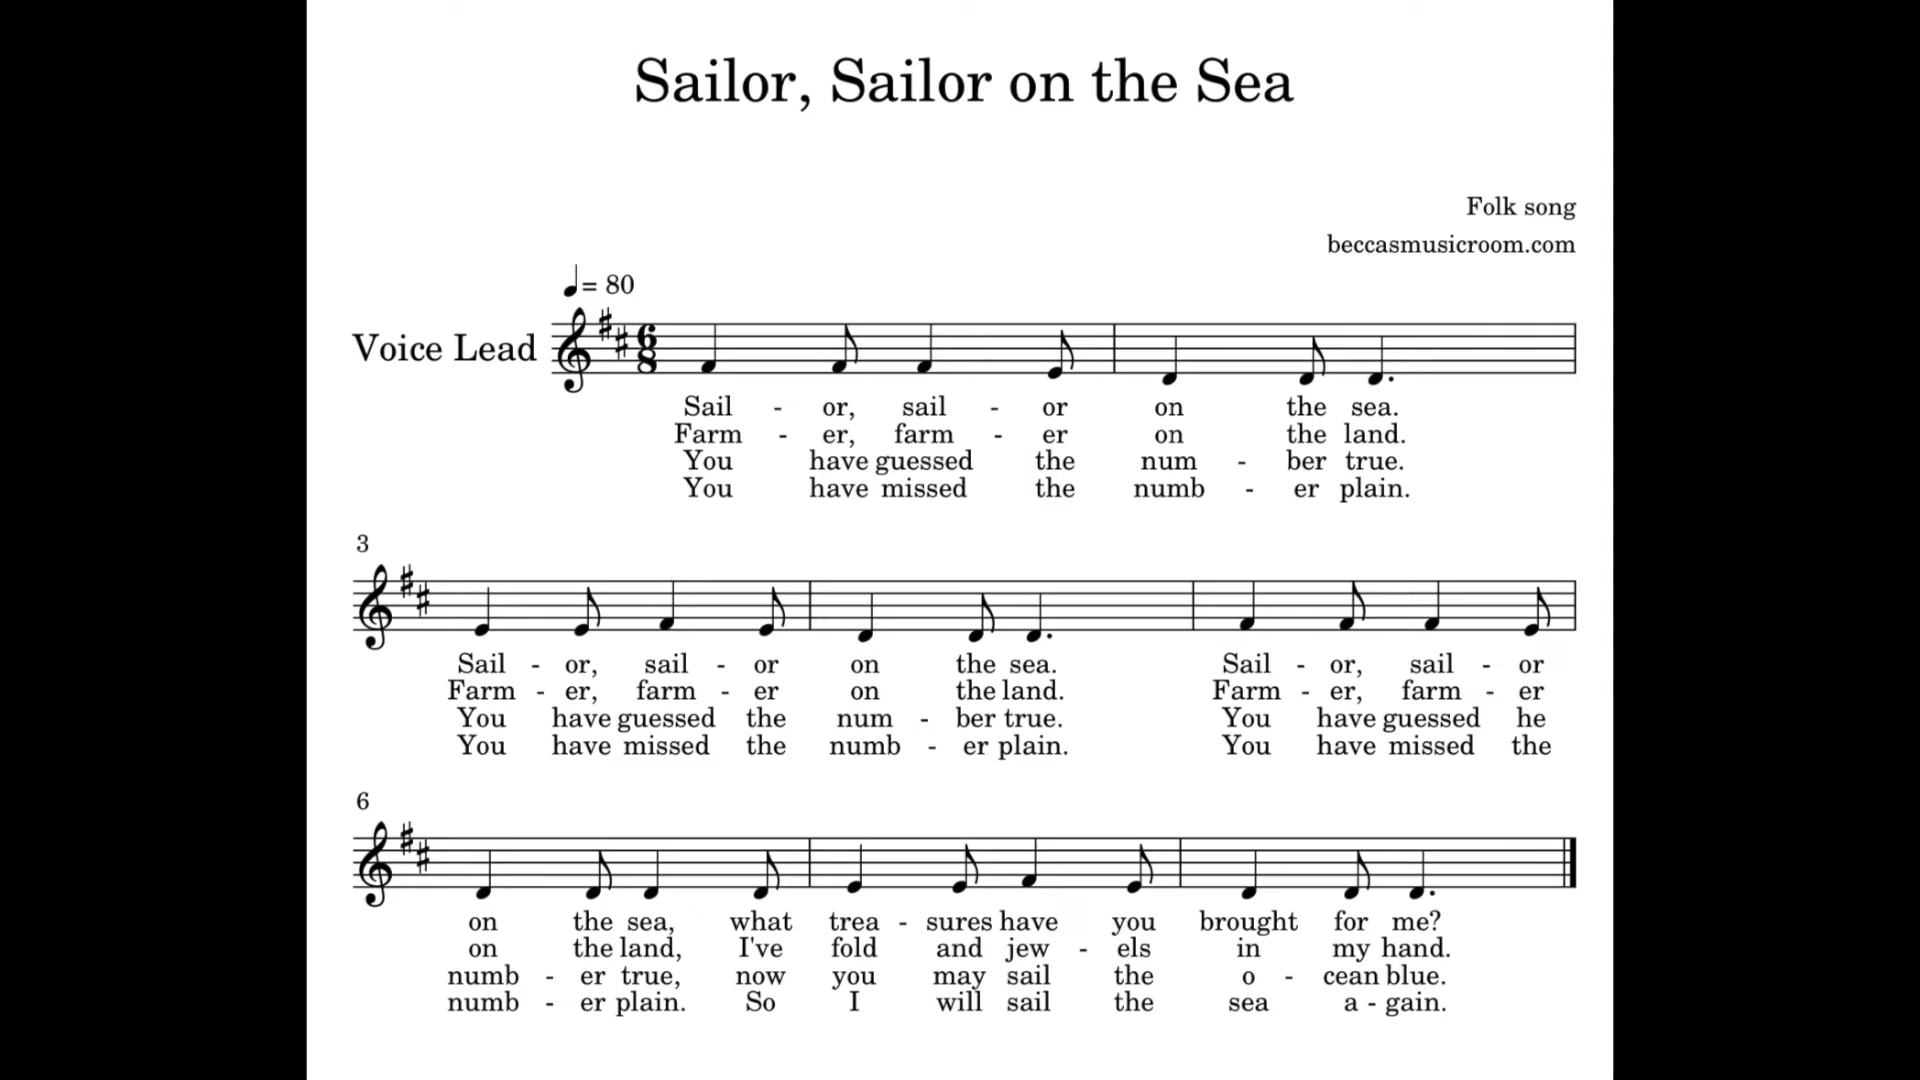 Sailor, Sailor on the Sea
Folk song
beccasmusicroom.com
= 80
Voice Lead
6
8
Sail - or, sail - or on the sea.
Farm - er, farm - er on the land.
You have guessed the num - ber true.
You have missed the numb - er plain.
3
Sail - or, sail - or on the sea. Sail - or, sail - or
Farm - er, farm - er on the land. Farm - er, farm - er
You have guessed the num - ber true. You have guessed he
You have missed the numb - er plain. You have missed the
6
on the sea, what trea - sures have you brought for me?
on the land, I've fold and jew - els in my hand.
numb - er true, now you may sail the o - cean blue.
numb - er plain. So I will sail the sea a - gain.